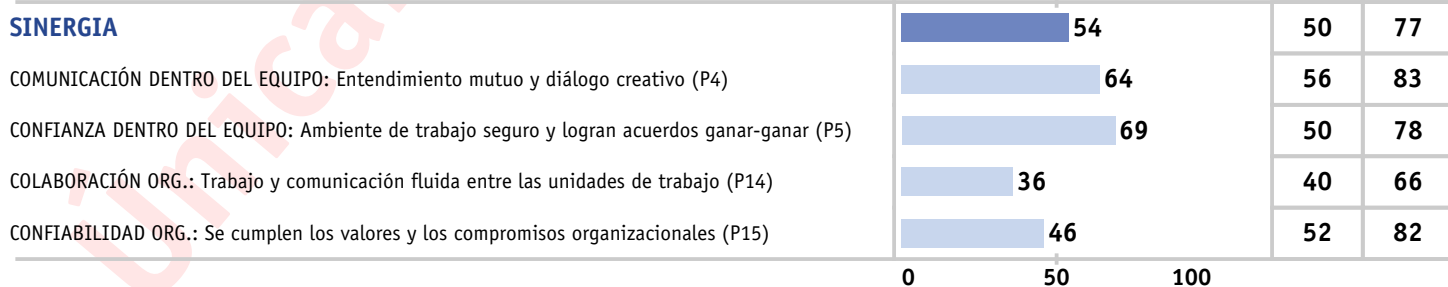 SINERGIA 54 50 77
COMUNICACIÓN DENTRO DEL EQUIPO: Entendimiento mutuo y diálogo creativo (P4) 64 56 83
CONFIANZA DENTRO DEL EQUIPO: Ambiente de trabajo seguro y logran acuerdos ganar-ganar (P5) 69 50 78
COLABORACIÓN ORG.: Trabajo y comunicación fluida entre las unidades de trabajo (P14) 36 40 66
CONFIABILIDAD ORG.: Se cumplen los valores y los compromisos organizacionales (P15) 46 52 82
0 50 100